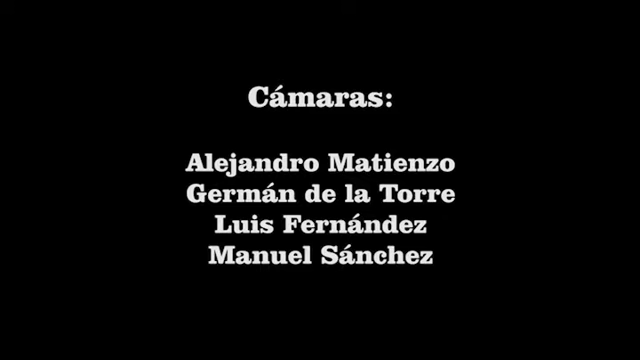 Cámaras:
Alejandro Matienzo
Germán de la Torre
Luis Fernández
Manuel Sánchez